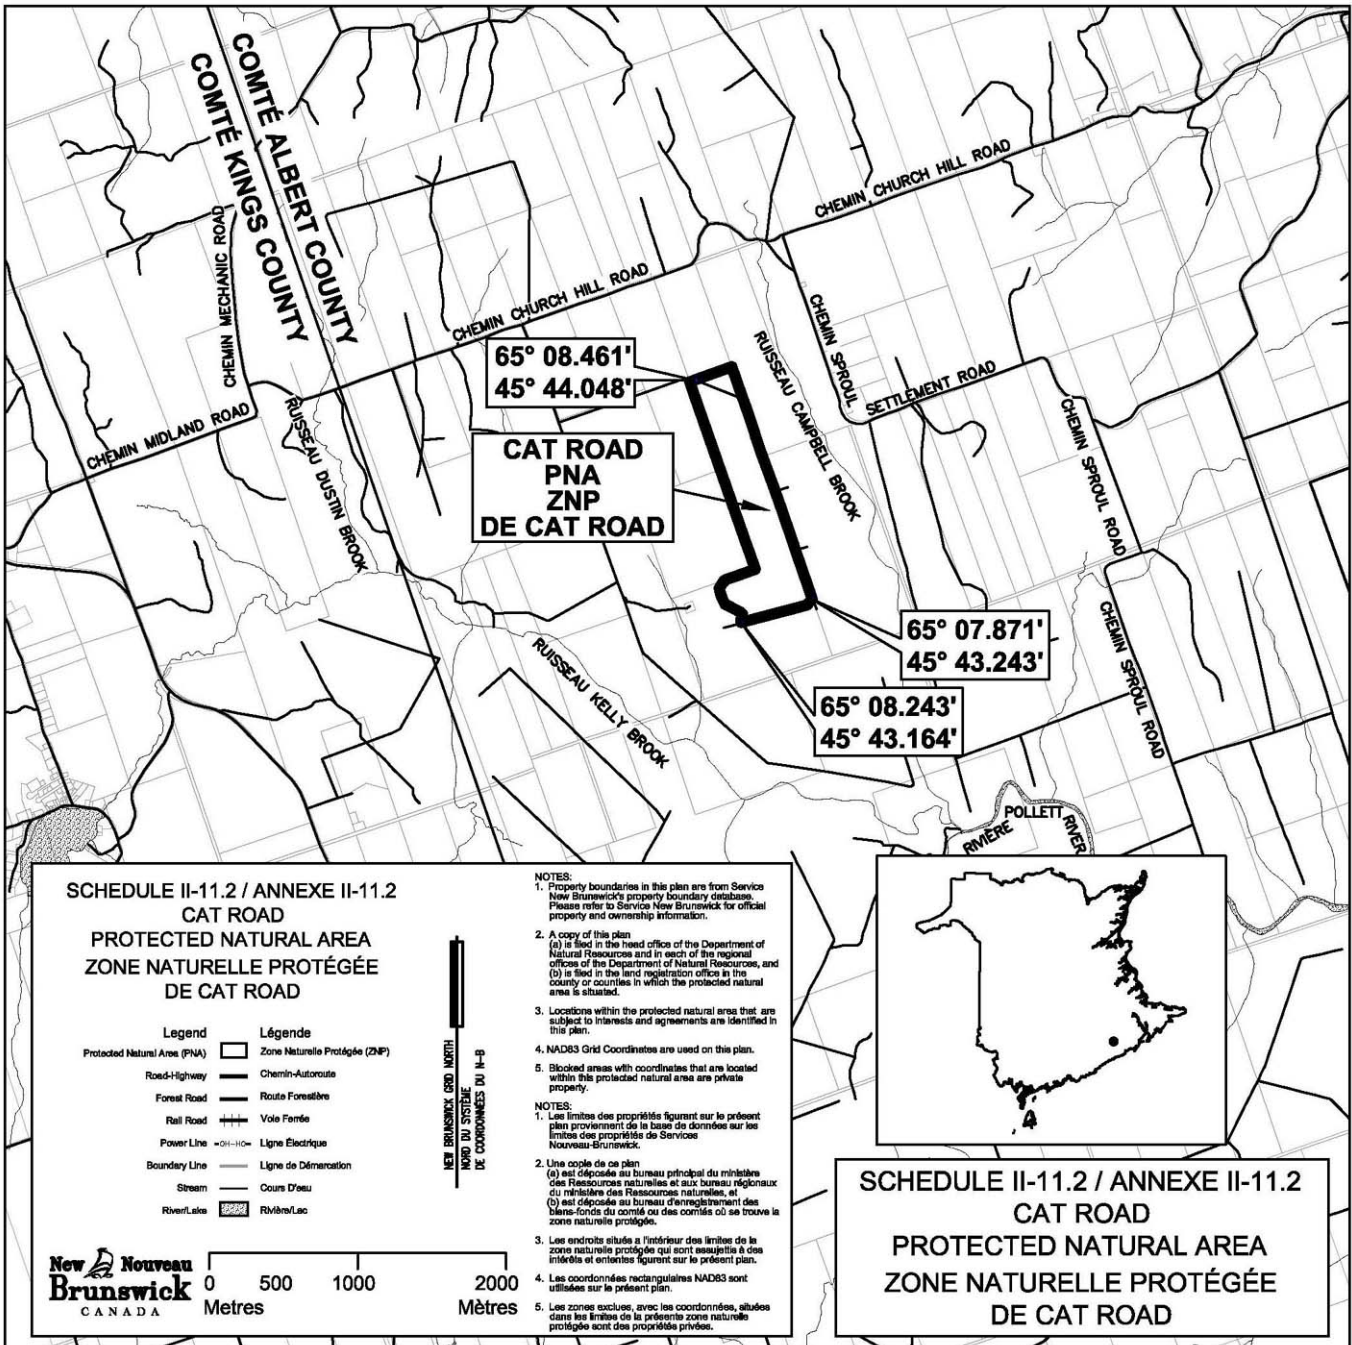 COMTÉ ALBERT COUNTY
COMTÉ KINGS COUNTY
CHEMIN MECHANIC ROAD
CHEMIN CHURCH HILL ROAD
CHEMIN CHURCH HILL ROAD
CHEMIN MIDLAND ROAD
RUISSEAU DUSTIN BROOK
65° 08.461'
45° 44.048'
RUISSEAU CAMPBELL BROOK
CHEMIN SPROUL
SETTLEMENT ROAD
CHEMIN SPROUL ROAD
CAT ROAD
PNA
ZNP
DE CAT ROAD
65° 07.871'
45° 43.243'
65° 08.243'
45° 43.164'
CHEMIN SPROUL ROAD
RUISSEAU KELLY BROOK
RIVIÈRE POLLETT RIVER
SCHEDULE II-11.2 / ANNEXE II-11.2
CAT ROAD
PROTECTED NATURAL AREA
ZONE NATURELLE PROTÉGÉE
DE CAT ROAD
Legend Légende
Protected Natural Area (PNA) Zone Naturelle Protégée (ZNP)
Road-Highway Chemin-Autoroute
Forest Road Route Forestière
Rail Road Voie Ferrée
Power Line OH-HO Ligne Électrique
Boundary Line Ligne de Démarcation
Stream Cours D'eau
River/Lake Rivière/Lac
NEW BRUNSWICK GRID NORTH
NORD DU SYSTÈME
DE COORDONNÉES DU N-B
New Nouveau
Brunswick
CANADA
0 500 1000 2000
Metres Mètres
NOTES:
1. Property boundaries in this plan are from Service
New Brunswick's property boundary database.
Please refer to Service New Brunswick for official
property and ownership information.
2. A copy of this plan
(a) is filed in the head office of the Department of
Natural Resources and in each of the regional
offices of the Department of Natural Resources, and
(b) is filed in the land registration office in the
county or counties in which the protected natural
area is situated.
3. Locations within the protected natural area that are
subject to interests and agreements are identified in
this plan.
4. NAD83 Grid Coordinates are used on this plan.
5. Blocked areas with coordinates that are located
within this protected natural area are private
property.
NOTES:
1. Les limites des propriétés figurant sur le présent
plan proviennent de la base de données sur les
limites des propriétés de Services
Nouveau-Brunswick.
2. Une copie de ce plan
(a) est déposée au bureau principal du ministère
des Ressources naturelles et aux bureau régionaux
du ministère des Ressources naturelles, et
(b) est déposée au bureau d'enregistrement des
biens-fonds du comté ou des comtés où se trouve la
zone naturelle protégée.
3. Les endroits situés a l'intérieur des limites de la
zone naturelle protégée qui sont assujettis à des
intérêts et ententes figurent sur le présent plan.
4. Les coordonnées rectangulaires NAD83 sont
utilisées sur le présent plan.
5. Les zones exclues, avec les coordonnées, situées
dans les limites de la présente zone naturelle
protégée sont des propriétés privées.
SCHEDULE II-11.2 / ANNEXE II-11.2
CAT ROAD
PROTECTED NATURAL AREA
ZONE NATURELLE PROTÉGÉE
DE CAT ROAD